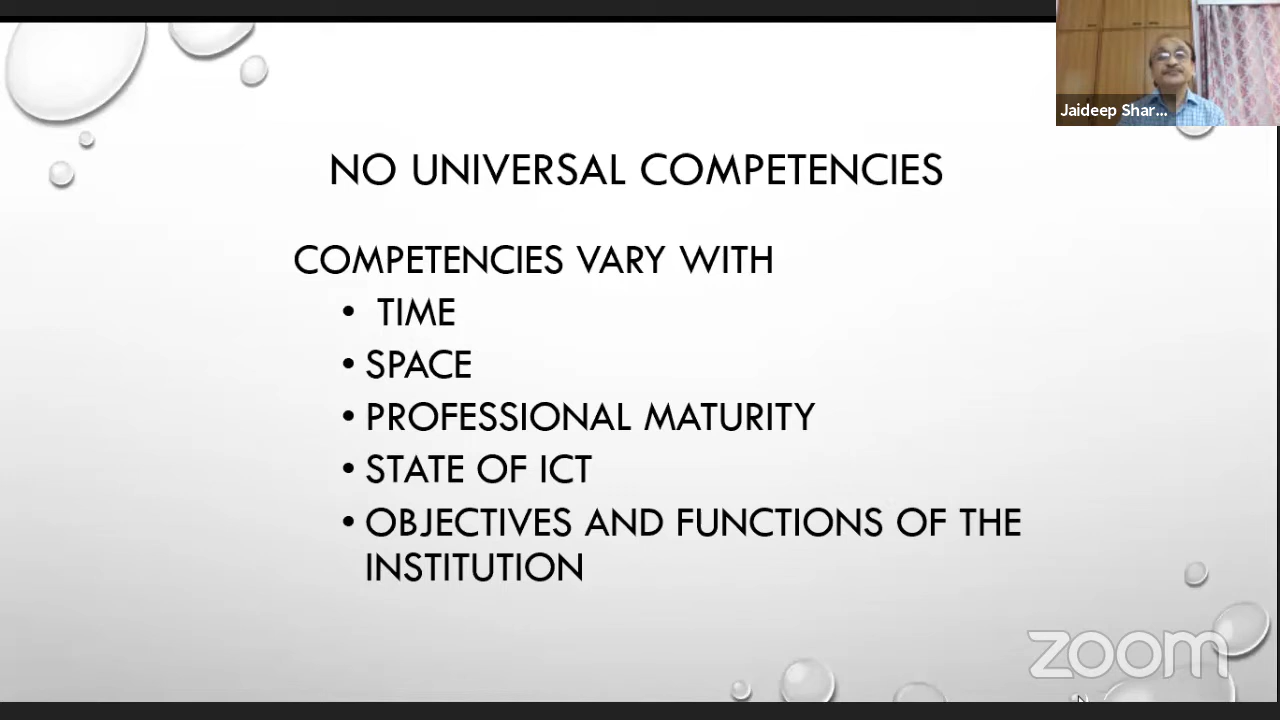 Jaideep Shar...
NO UNIVERSAL COMPETENCIES
COMPETENCIES VARY WITH
• TIME
• SPACE
• PROFESSIONAL MATURITY
• STATE OF ICT
• OBJECTIVES AND FUNCTIONS OF THE
INSTITUTION
zoom